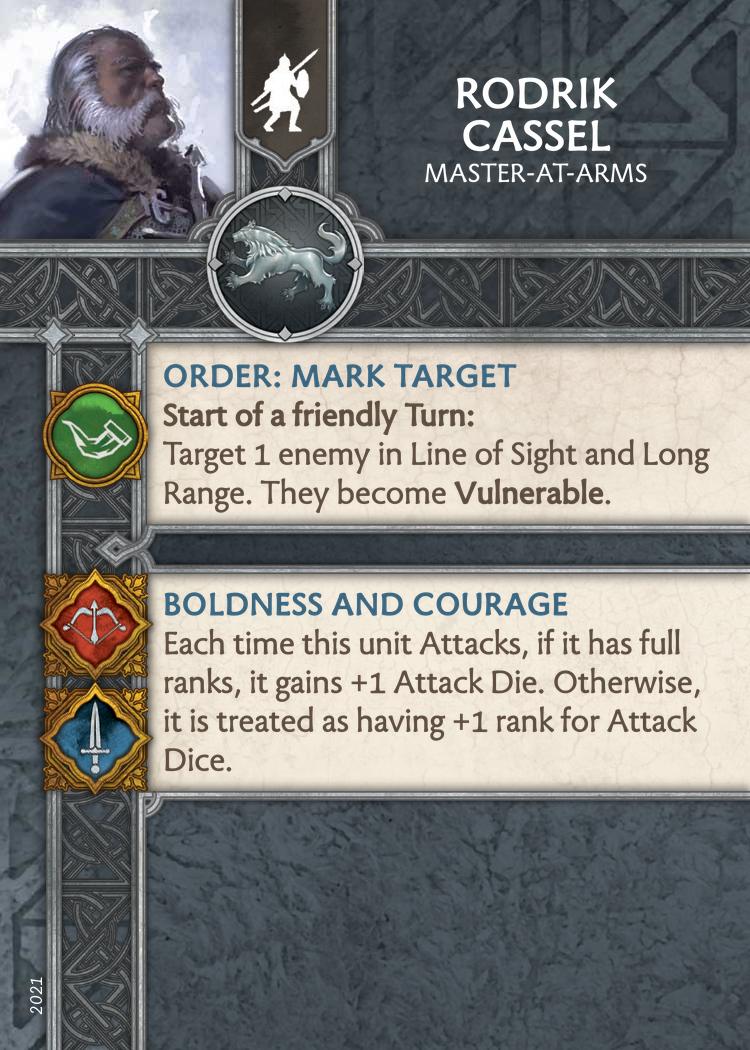 RODRIK
CASSEL
MASTER-AT-ARMS
ORDER: MARK TARGET
Start of a friendly Turn:
Target 1 enemy in Line of Sight and Long
Range. They become Vulnerable.
BOLDNESS AND COURAGE
Each time this unit Attacks, if it has full
ranks, it gains +1 Attack Die. Otherwise,
it is treated as having +1 rank for Attack
Dice.
2021